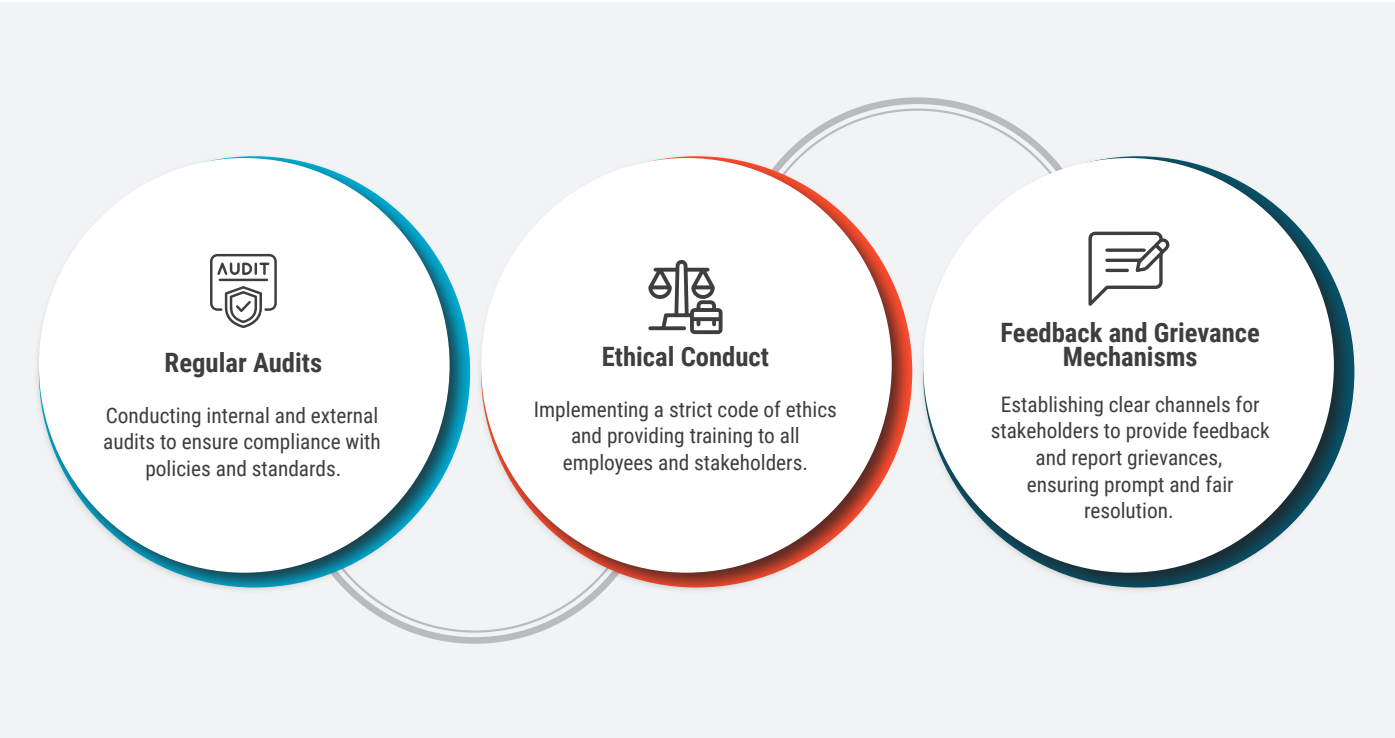 AUDIT
Regular Audits
Conducting internal and external
audits to ensure compliance with
policies and standards.
Ethical Conduct
Implementing a strict code of ethics
and providing training to all
employees and stakeholders.
Feedback and Grievance
Mechanisms
Establishing clear channels for
stakeholders to provide feedback
and report grievances,
ensuring prompt and fair
resolution.